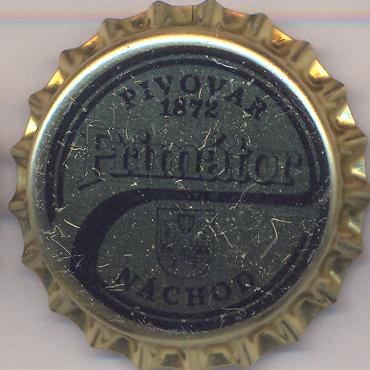 PIVOVAR
1872
Primátor
NÁCHOD